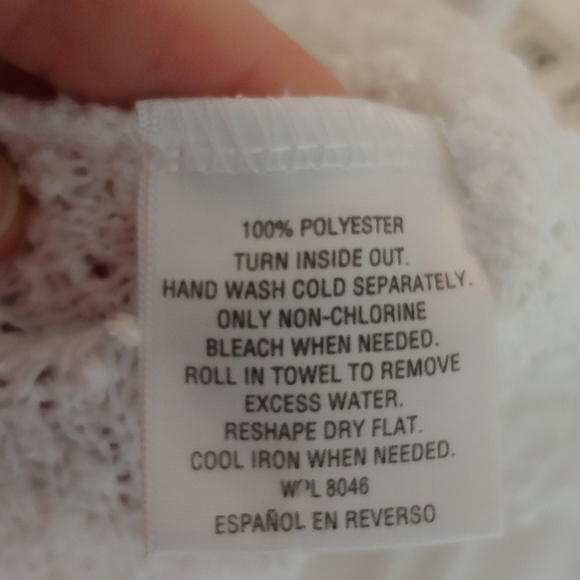 100% POLYESTER
TURN INSIDE OUT.
HAND WASH COLD SEPARATELY.
ONLY NON-CHLORINE
BLEACH WHEN NEEDED.
ROLL IN TOWEL TO REMOVE
EXCESS WATER.
RESHAPE DRY FLAT.
COOL IRON WHEN NEEDED.
WPL 8046
ESPAÑOL EN REVERSO